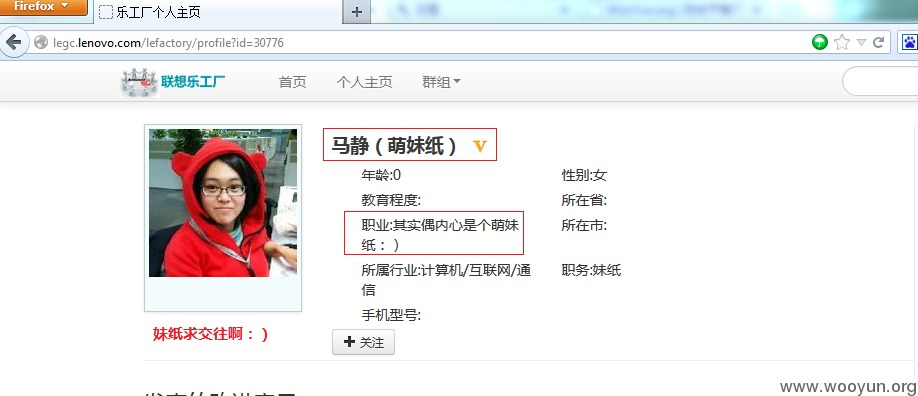 Firefox
乐工厂个人主页
legc.lenovo.com/lefactory/profile?id=30776
联想乐工厂 首页 个人主页 群组
马静（萌妹纸） V
年龄:0 性别:女
教育程度: 所在省:
职业:其实偶内心是个萌妹 所在市:
纸：）
所属行业:计算机/互联网/通 职务:妹纸
信
手机型号:
妹纸求交往啊：）
+ 关注
www.wooyun.org